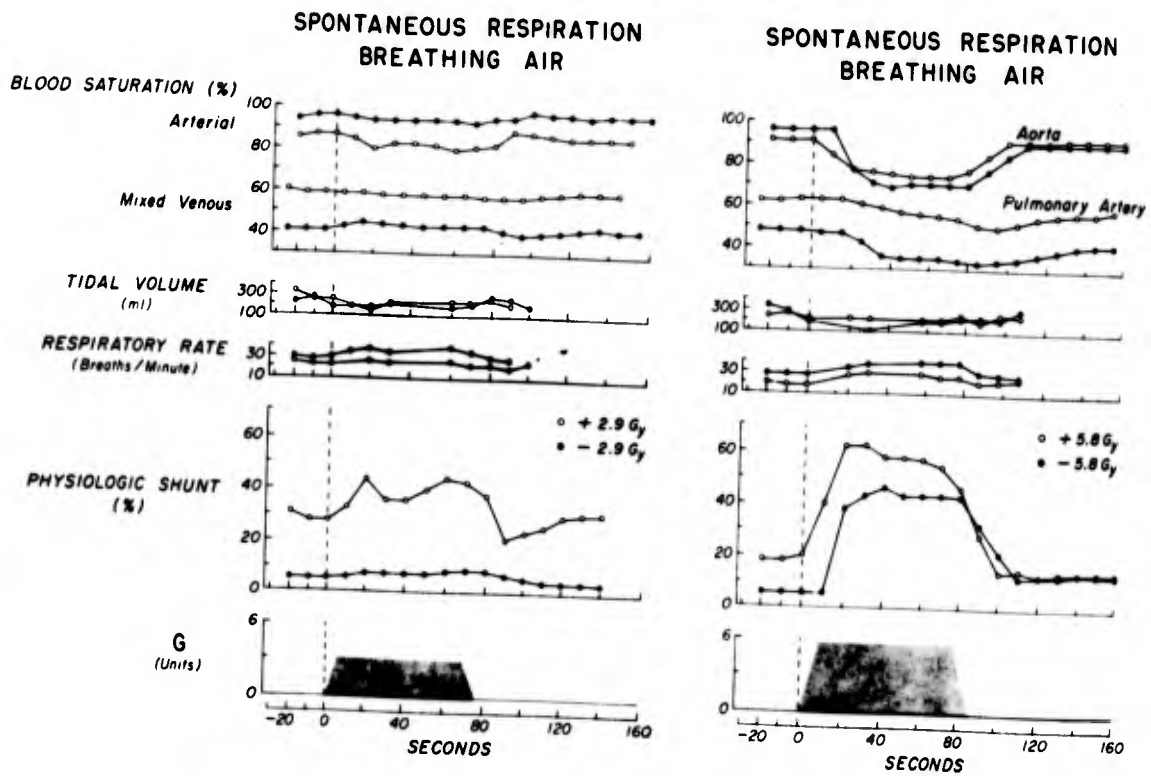 SPONTANEOUS RESPIRATION
BREATHING AIR
BLOOD SATURATION (%)
Arterial
Mixed Venous
100
80
60
40
TIDAL VOLUME
(ml)
300
100
RESPIRATORY RATE
(Breaths/Minute)
30
10
PHYSIOLOGIC SHUNT
(%)
60
40
20
0
+ 2.9 Gy
- 2.9 Gy
G
(Units)
6
0
-20 0 40 80 120 160
SECONDS
SPONTANEOUS RESPIRATION
BREATHING AIR
100
80
60
40
Aorta
Pulmonary Artery
300
100
30
10
60
40
20
0
+ 5.8 Gy
- 5.8 Gy
6
0
-20 0 40 80 120 160
SECONDS